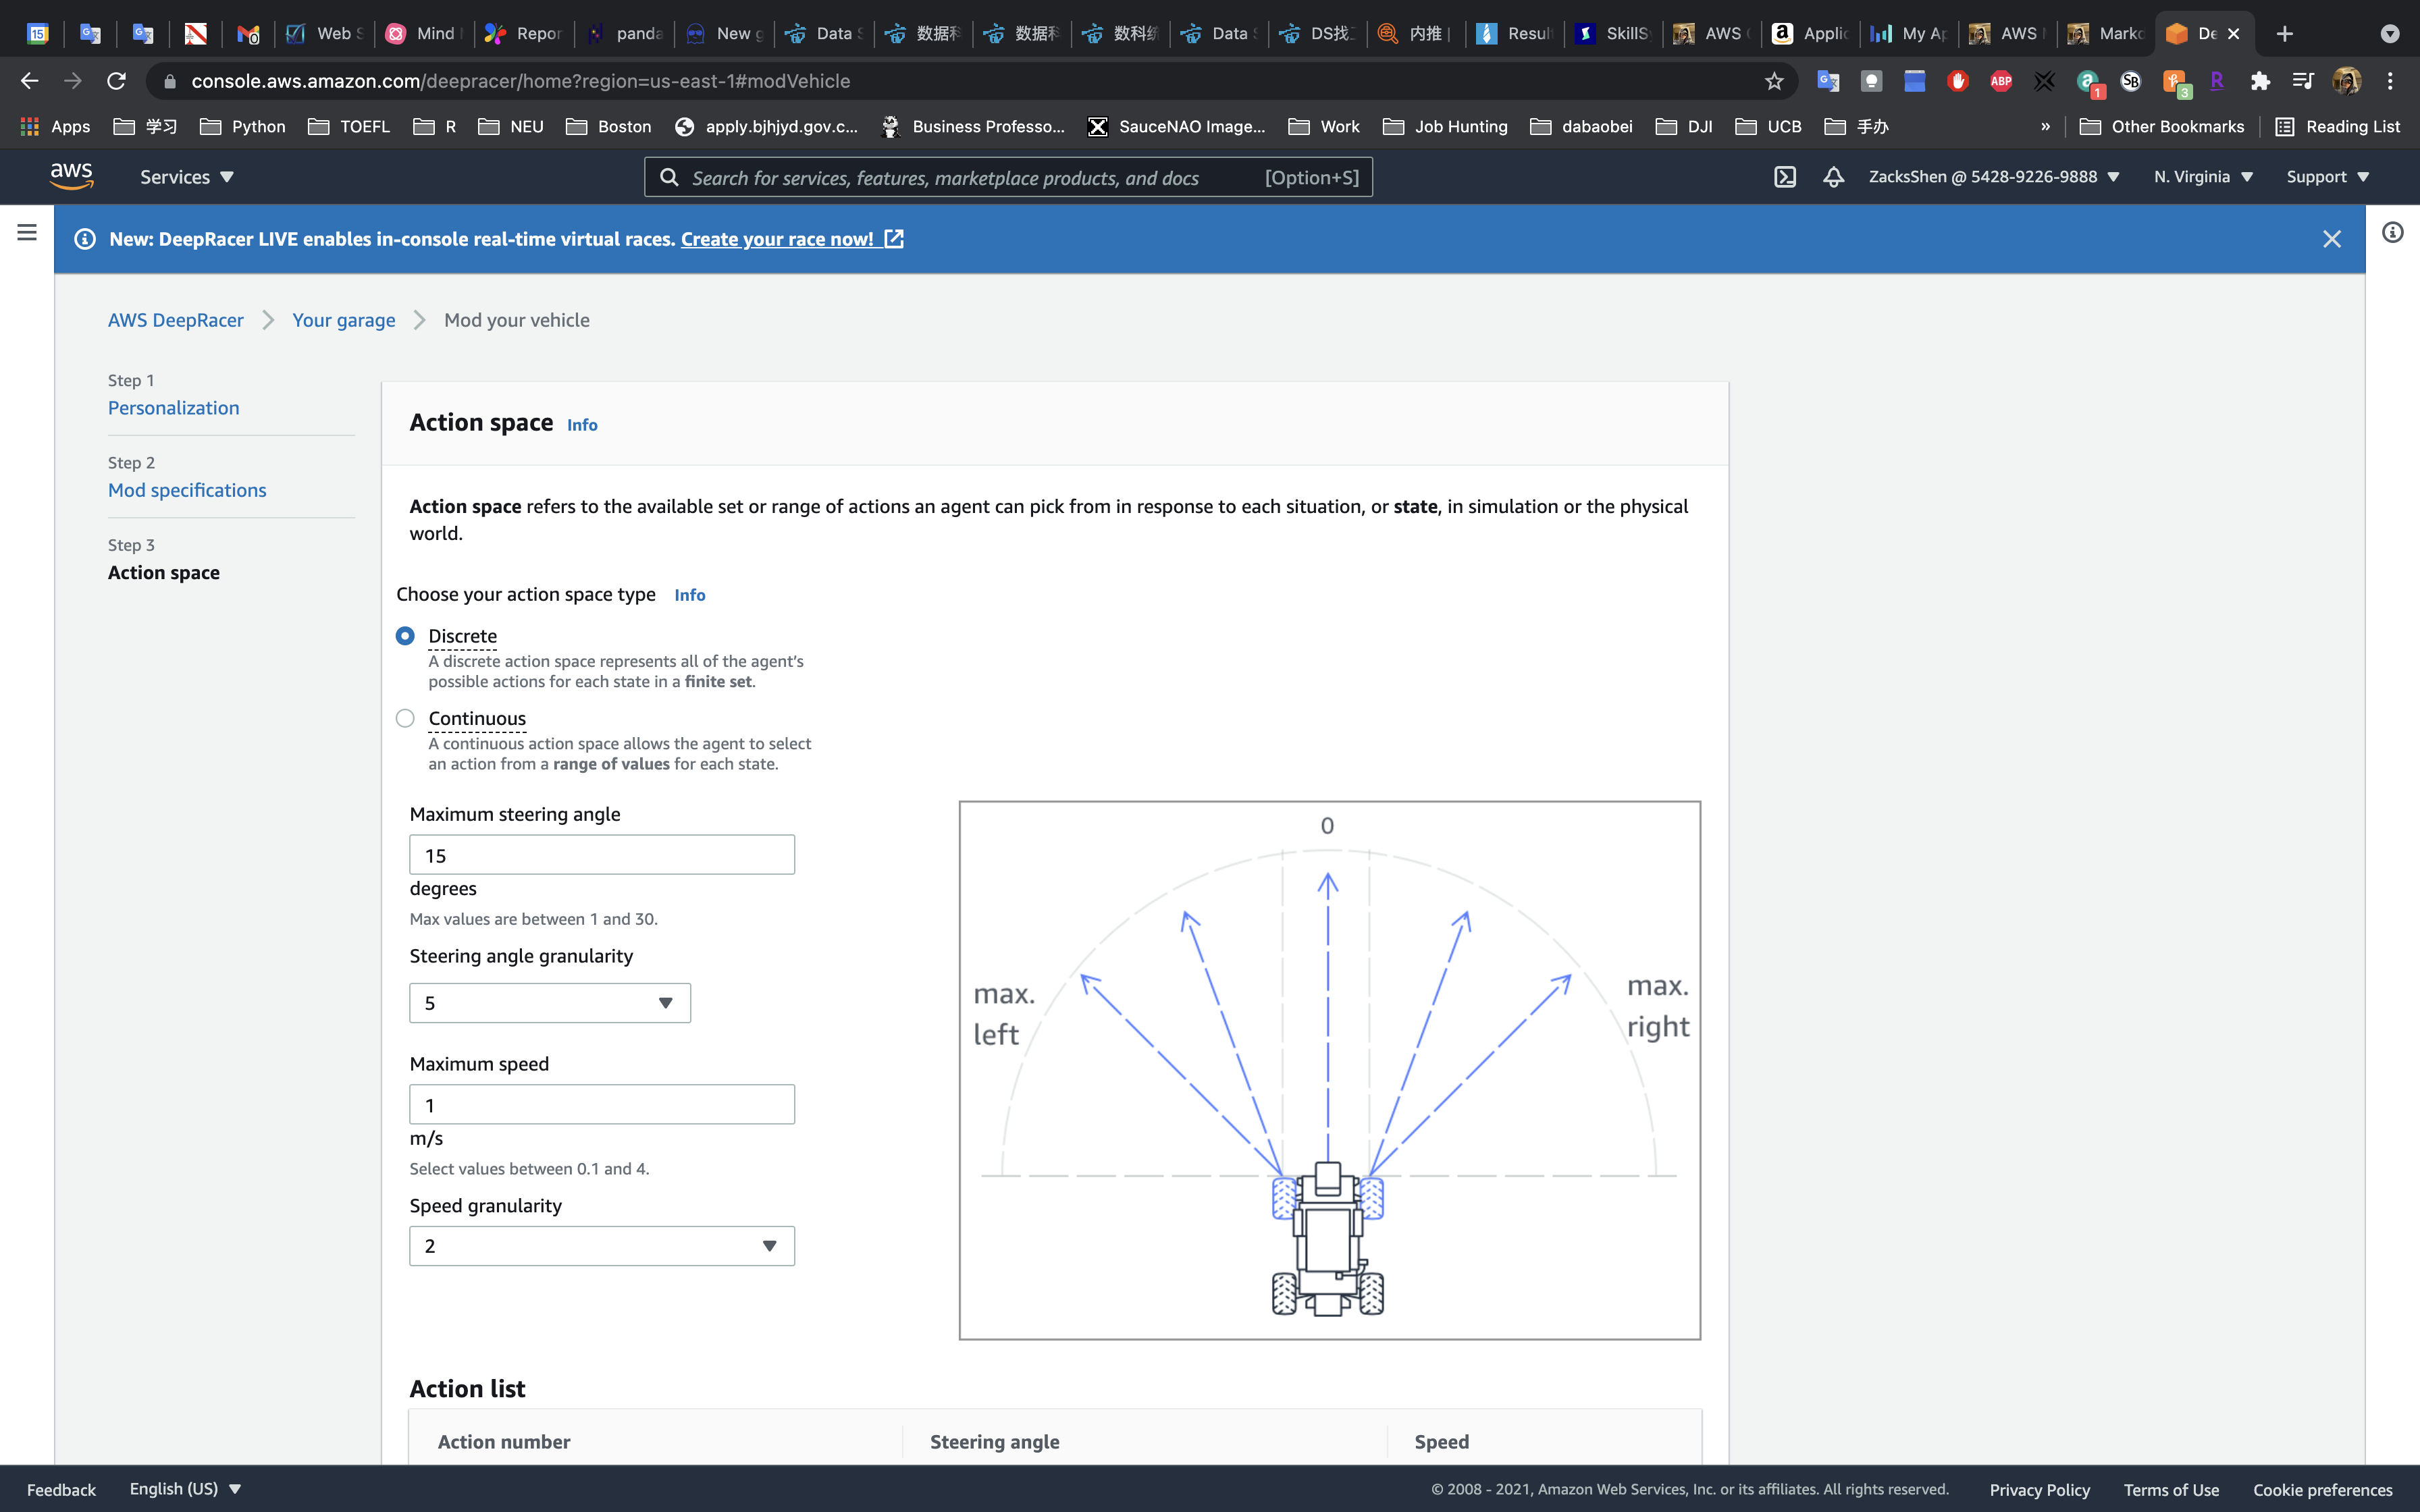 15
Web S
Mind
Repor
panda
New g
Data S
数据科
数据科
数科
Data S
DS找
内推
Resul
SkillS
AWS
Applic
My Ap
AWS
Marko
De
console.aws.amazon.com/deepracer/home?region=us-east-1#modVehicle
ABP
1
SB
3
R
Apps
学习
Python
TOEFL
R
NEU
Boston
apply.bjhjyd.gov.c...
Business Professo...
SauceNAO Image...
Work
Job Hunting
dabaobei
DJI
UCB
手办
»
Other Bookmarks
Reading List
aws
Services
Search for services, features, marketplace products, and docs
[Option+S]
ZacksShen @ 5428-9226-9888
N. Virginia
Support
New: DeepRacer LIVE enables in-console real-time virtual races. Create your race now!
AWS DeepRacer
Your garage
Mod your vehicle
Step 1
Personalization
Step 2
Mod specifications
Step 3
Action space
Action space Info
Action space refers to the available set or range of actions an agent can pick from in response to each situation, or state, in simulation or the physical
world.
Choose your action space type Info
Discrete
A discrete action space represents all of the agent's
possible actions for each state in a finite set.
Continuous
A continuous action space allows the agent to select
an action from a range of values for each state.
Maximum steering angle
15
degrees
Max values are between 1 and 30.
Steering angle granularity
5
Maximum speed
1
m/s
Select values between 0.1 and 4.
Speed granularity
2
0
max.
left
max.
right
Action list
Action number
Steering angle
Speed
Feedback
English (US)
© 2008 - 2021, Amazon Web Services, Inc. or its affiliates. All rights reserved.
Privacy Policy
Terms of Use
Cookie preferences